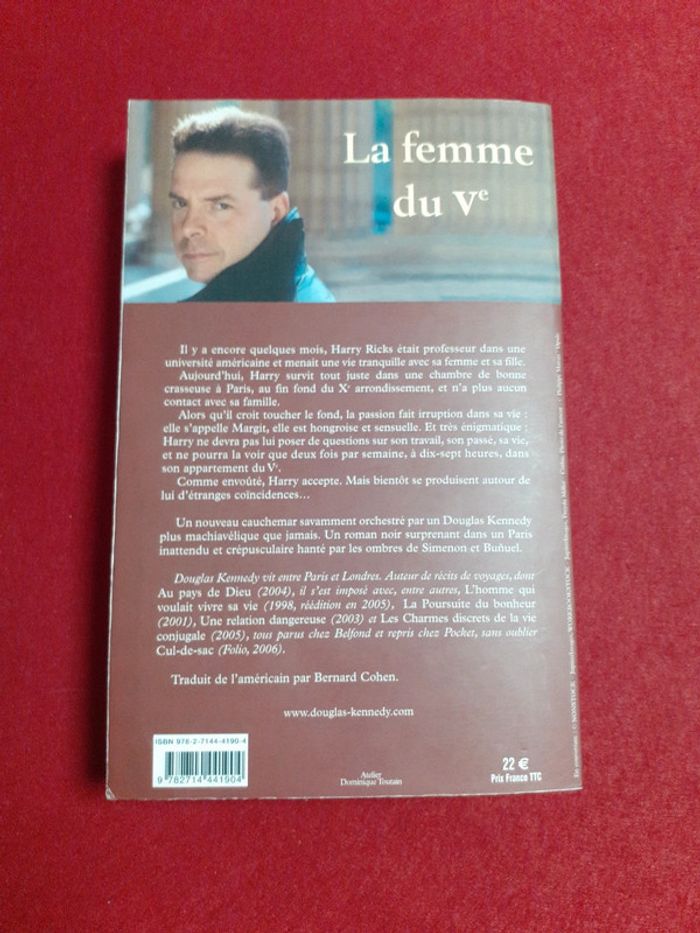 La femme
du Ve
Il y a encore quelques mois, Harry Ricks était professeur dans une
université américaine et menait une vie tranquille avec sa femme et sa fille.
Aujourd'hui, Harry survit tout juste dans une chambre de bonne
crasseuse à Paris, au fin fond du Xe arrondissement, et n'a plus aucun
contact avec sa famille.
Alors qu'il croit toucher le fond, la passion fait irruption dans sa vie :
elle s'appelle Margit, elle est hongroise et sensuelle. Et très énigmatique :
Harry ne devra pas lui poser de questions sur son travail, son passé, sa vie,
et ne pourra la voir que deux fois par semaine, à dix-sept heures, dans
son appartement du Ve.
Comme envoûté, Harry accepte. Mais bientôt se produisent autour de
lui d'étranges coïncidences…
Un nouveau cauchemar savamment orchestré par un Douglas Kennedy
plus machiavélique que jamais. Un roman noir surprenant dans un Paris
inattendu et crépusculaire hanté par les ombres de Simenon et Buñuel.
Douglas Kennedy vit entre Paris et Londres. Auteur de récits de voyages, dont
Au pays de Dieu (2004), il s'est imposé avec, entre autres, L'homme qui
voulait vivre sa vie (1998, réédition en 2005), La Poursuite du bonheur
(2001), Une relation dangereuse (2003) et Les Charmes discrets de la vie
conjugale (2005), tous parus chez Belfond et repris chez Pocket, sans oublier
Cul-de-sac (Folio, 2006).
Traduit de l'américain par Bernard Cohen.
www.douglas-kennedy.com
ISBN 978-2-7144-4190-4
9 782714 441904
Atelier
Dominique Toutain
22 €
Prix France TTC